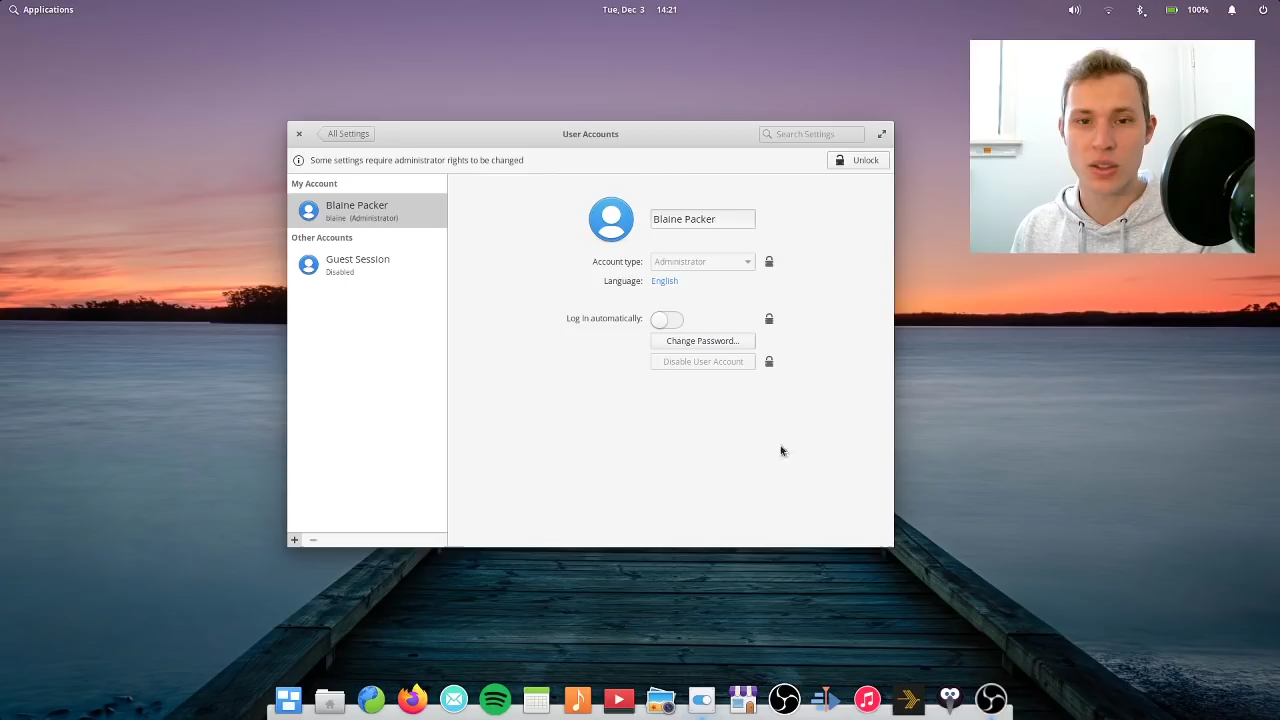 Applications
Tue, Dec 3 14:21
100%
All Settings
User Accounts
Search Settings
Some settings require administrator rights to be changed
Unlock
My Account
Blaine Packer
blaine (Administrator)
Other Accounts
Guest Session
Disabled
Blaine Packer
Account type:
Administrator
Language:
English
Log In automatically:
Change Password...
Disable User Account